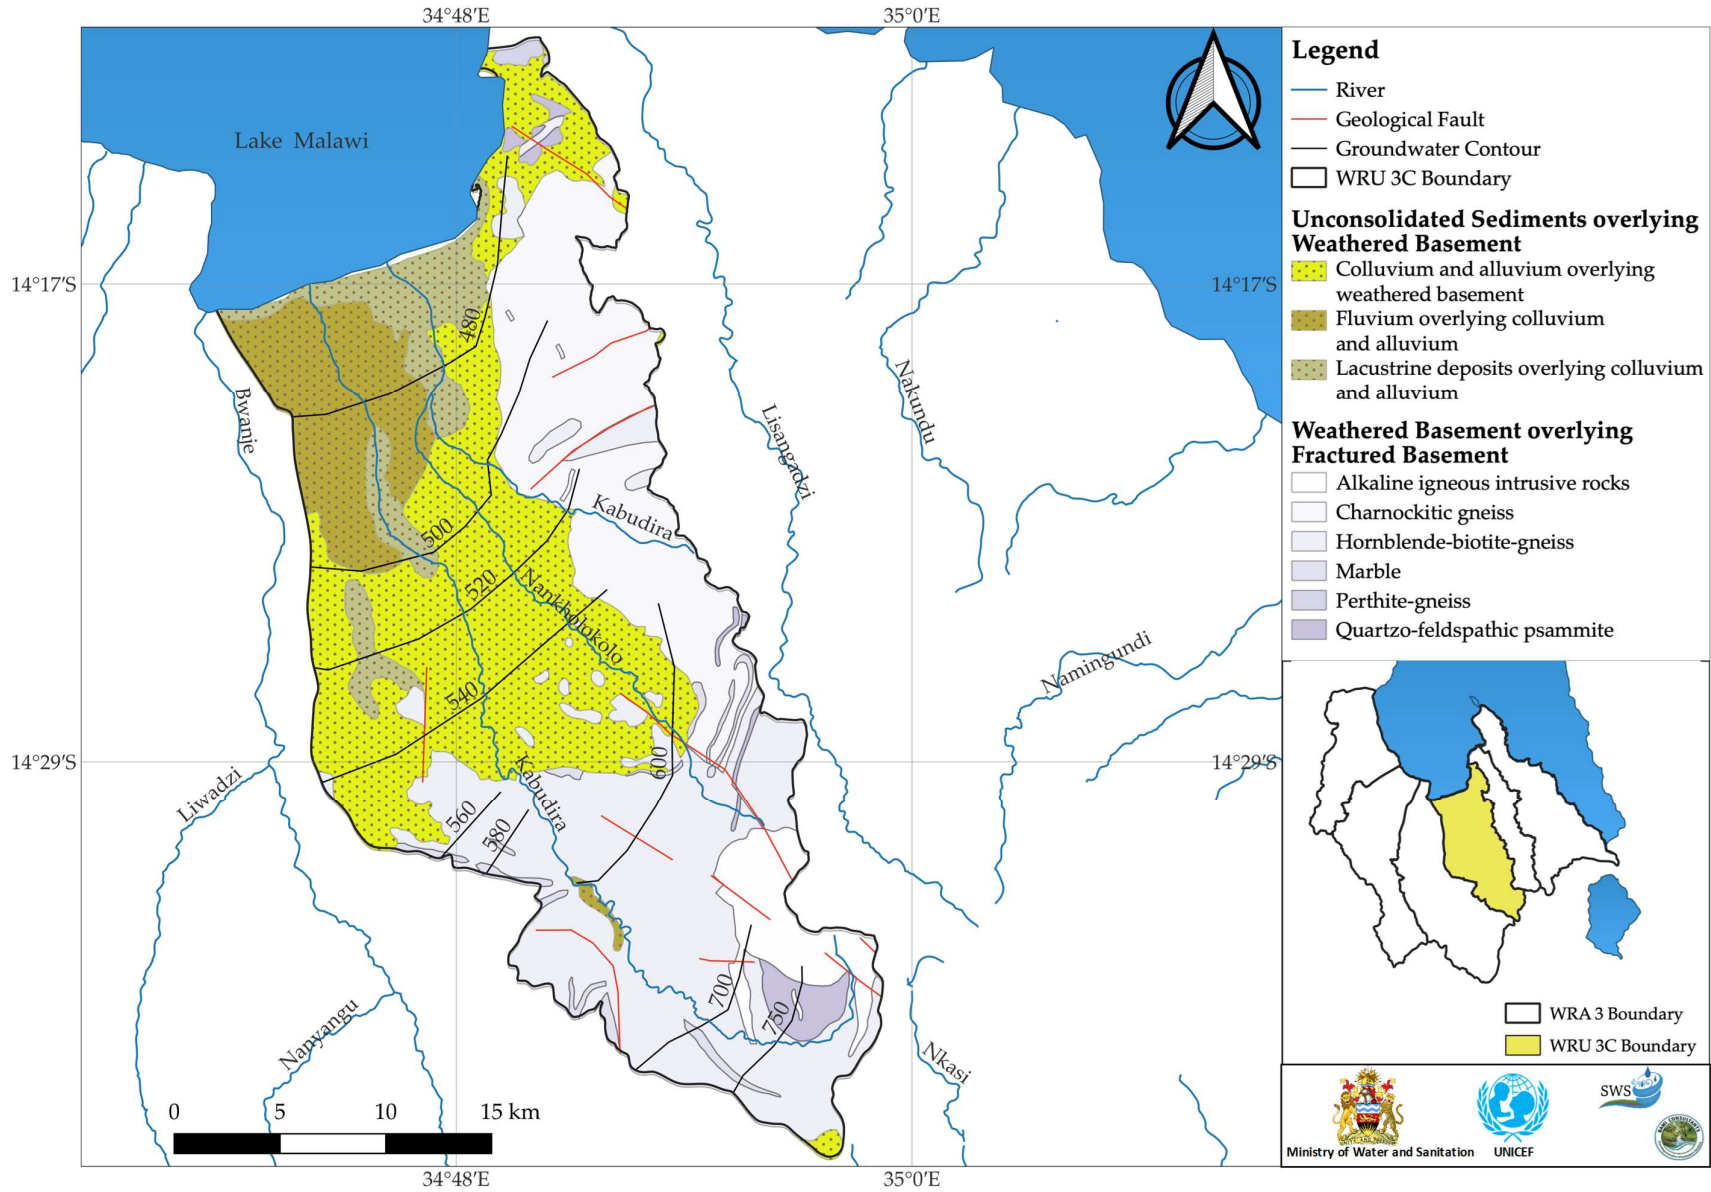 34°48′E
35°0′E
Lake Malawi
14°17′S
14°17′S
480
Bwanje
Nakundu
Lisangadzi
Kabudira
500
520
Nankholokolo
540
Namingundi
14°29′S
14°29′S
600
Kabudira
Liwadzi
560
580
700
750
Nanyangu
Nkasi
0 5 10 15 km
34°48′E
35°0′E
Legend
River
Geological Fault
Groundwater Contour
WRU 3C Boundary
Unconsolidated Sediments overlying
Weathered Basement
Colluvium and alluvium overlying
weathered basement
Fluvium overlying colluvium
and alluvium
Lacustrine deposits overlying colluvium
and alluvium
Weathered Basement overlying
Fractured Basement
Alkaline igneous intrusive rocks
Charnockitic gneiss
Hornblende-biotite-gneiss
Marble
Perthite-gneiss
Quartzo-feldspathic psammite
WRA 3 Boundary
WRU 3C Boundary
SWS
Ministry of Water and Sanitation
UNICEF